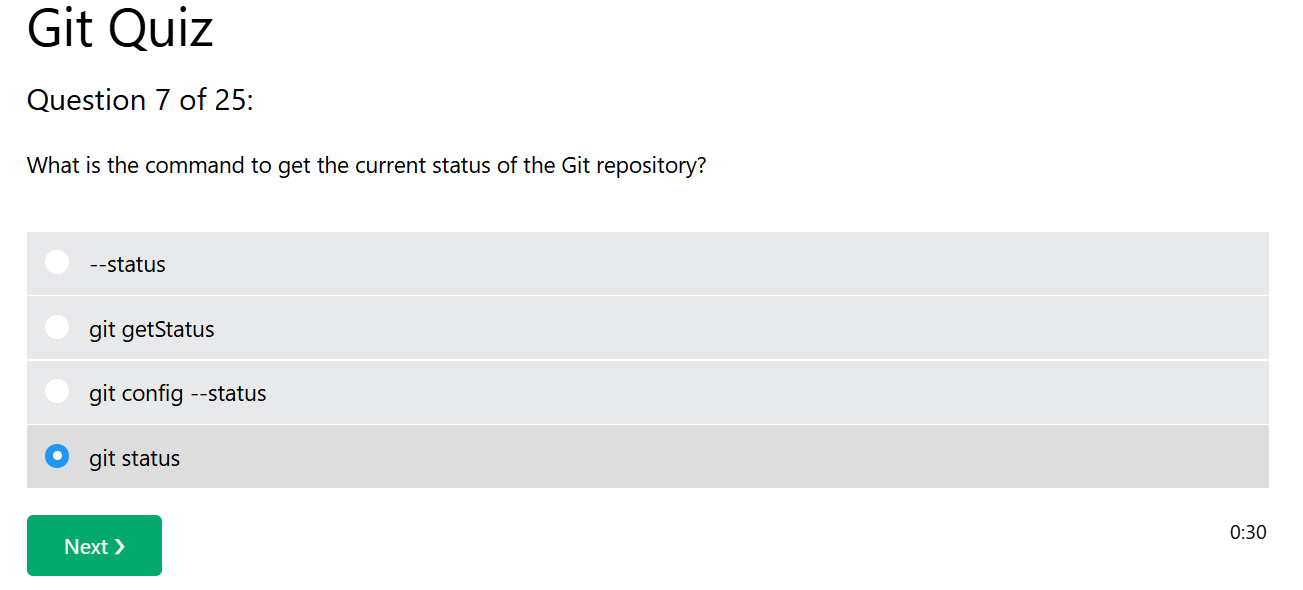 Git Quiz
Question 7 of 25:
What is the command to get the current status of the Git repository?
--status
git getStatus
git config --status
git status
Next ❯
0:30